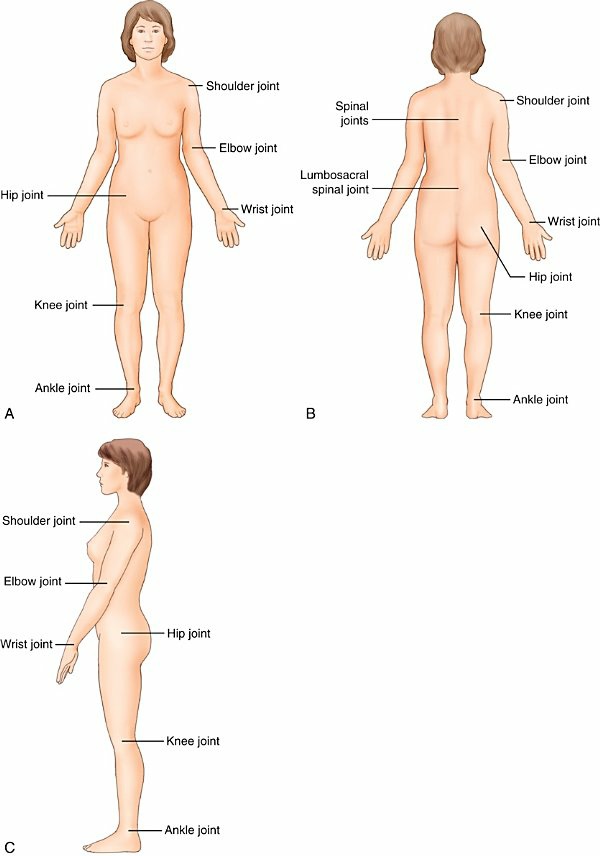 Shoulder joint
Elbow joint
Hip joint
Wrist joint
Knee joint
Ankle joint
A
Spinal
joints
Shoulder joint
Elbow joint
Lumbosacral
spinal joint
Wrist joint
Hip joint
Knee joint
Ankle joint
B
Shoulder joint
Elbow joint
Hip joint
Wrist joint
Knee joint
Ankle joint
C